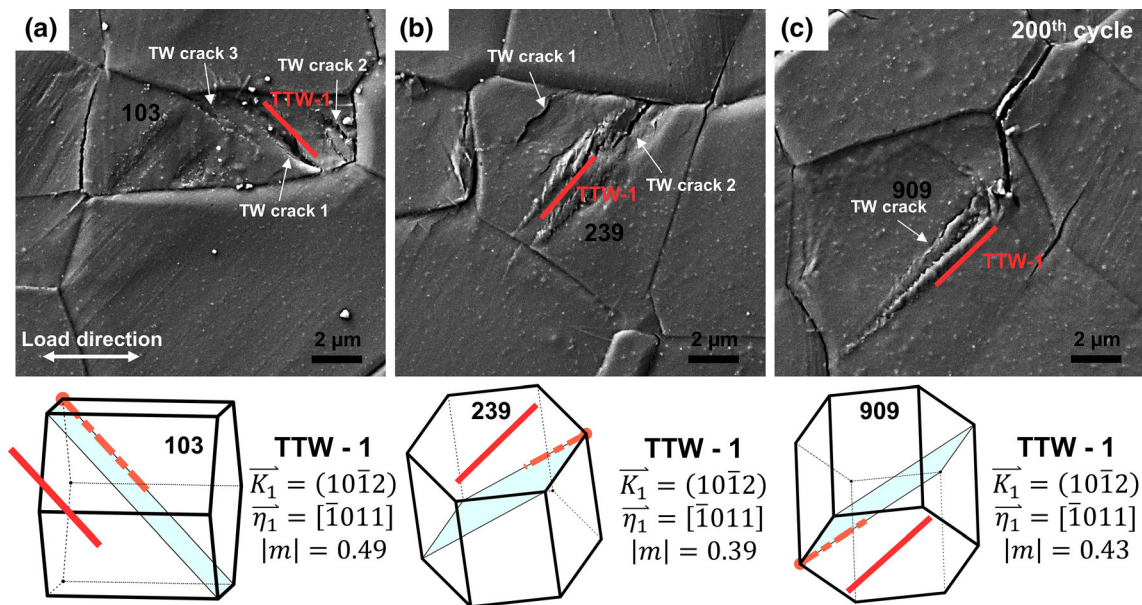 (a)
TW crack 3
TW crack 2
TTW-1
103
TW crack 1
Load direction
2 µm
(b)
TW crack 1
TW crack 2
TTW-1
239
2 µm
(c)
200th cycle
909
TW crack
TTW-1
2 µm
103
TTW - 1
K₁ = (101̄2)
η₁ = [1̄011]
|m| = 0.49
239
TTW - 1
K₁ = (101̄2)
η₁ = [1̄011]
|m| = 0.39
909
TTW - 1
K₁ = (101̄2)
η₁ = [1̄011]
|m| = 0.43